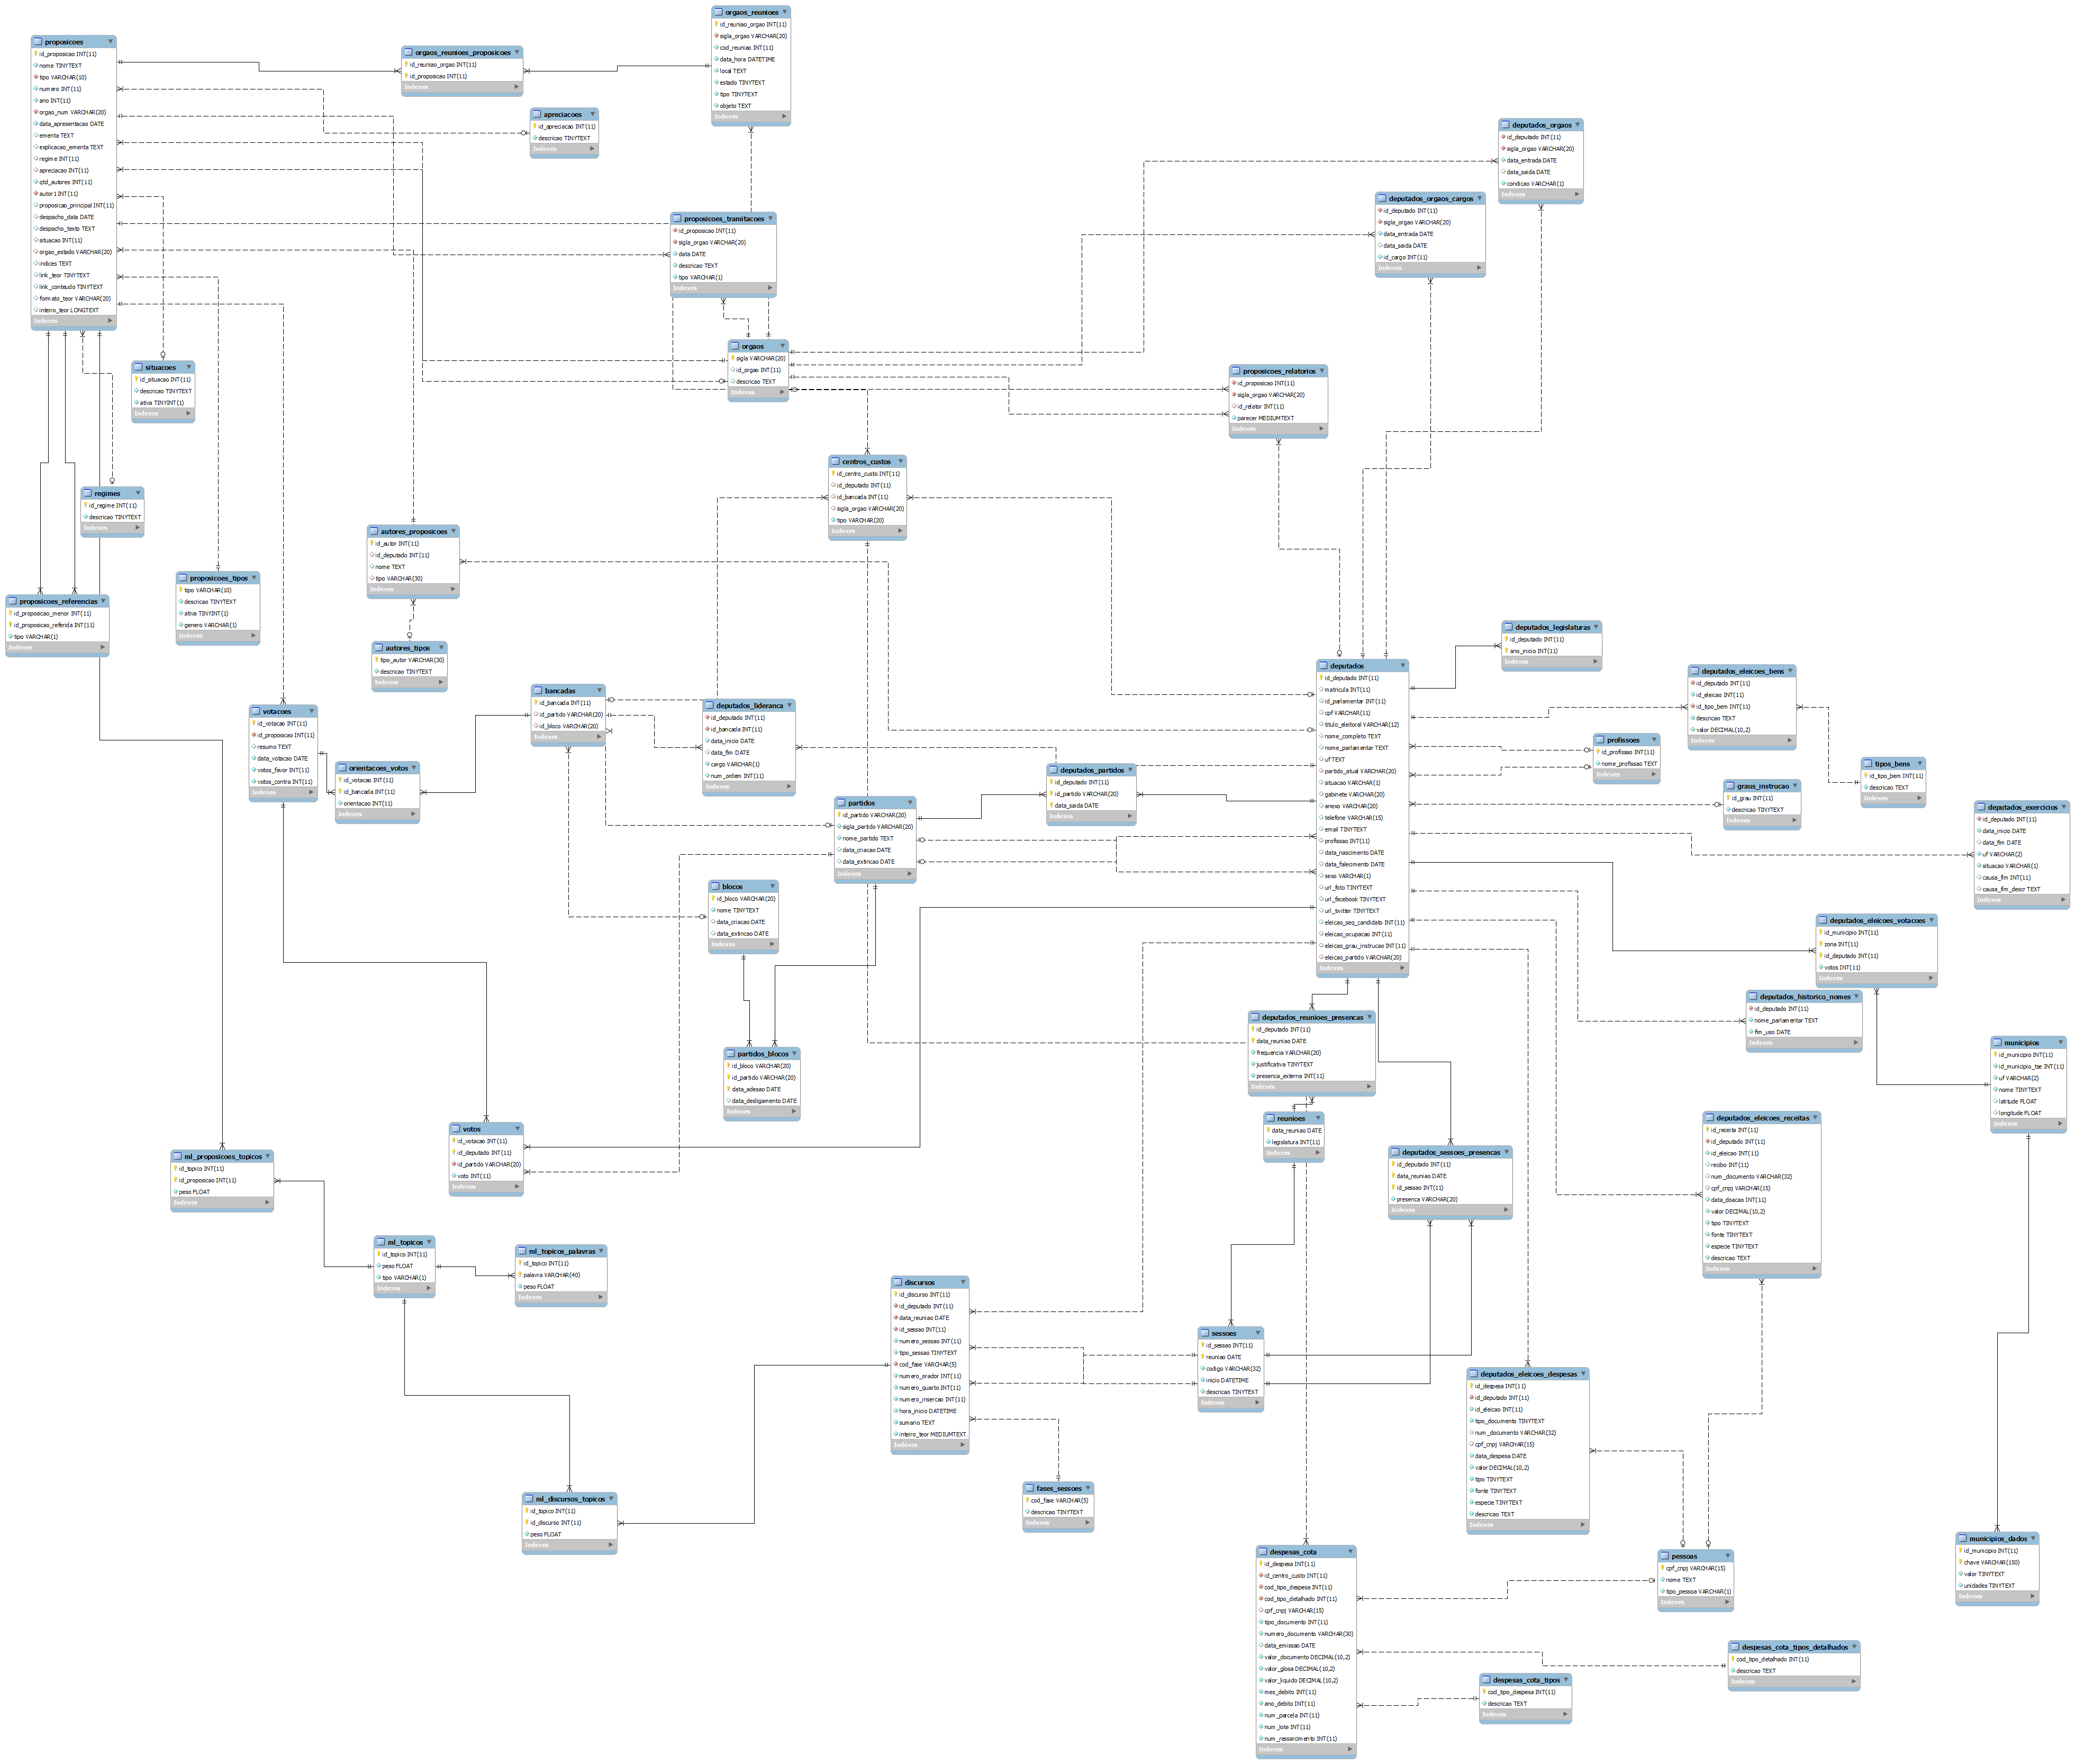 orgaos_reunioes
id_reuniao_orgao INT(11)
sigla_orgao VARCHAR(20)
cod_reuniao INT(11)
data_hora DATETIME
local TEXT
estado TINYTEXT
tipo TINYTEXT
objeto TEXT
Indexes
proposicoes
id_proposicao INT(11)
nome TINYTEXT
tipo VARCHAR(10)
numero INT(11)
ano INT(11)
orgao_num VARCHAR(20)
data_apresentacao DATE
ementa TEXT
explicacao_ementa TEXT
regime INT(11)
apreciacao INT(11)
qtd_autores INT(11)
autor1 INT(11)
proposicao_principal INT(11)
despacho_data DATE
despacho_texto TEXT
situacao INT(11)
orgao_estado VARCHAR(20)
indices TEXT
link_teor TINYTEXT
link_conteudo TINYTEXT
formato_teor VARCHAR(20)
inteiro_teor LONGTEXT
Indexes
orgaos_reunioes_proposicoes
id_reuniao_orgao INT(11)
id_proposicao INT(11)
Indexes
apreciacoes
id_apreciacao INT(11)
descricao TINYTEXT
Indexes
deputados_orgaos
id_deputado INT(11)
sigla_orgao VARCHAR(20)
data_entrada DATE
data_saida DATE
condicao VARCHAR(1)
Indexes
deputados_orgaos_cargos
id_deputado INT(11)
sigla_orgao VARCHAR(20)
data_entrada DATE
data_saida DATE
id_cargo INT(11)
Indexes
proposicoes_tramitacoes
id_proposicao INT(11)
sigla_orgao VARCHAR(20)
data DATE
descricao TEXT
tipo VARCHAR(1)
Indexes
orgaos
sigla VARCHAR(20)
id_orgao INT(11)
descricao TEXT
Indexes
situacoes
id_situacao INT(11)
descricao TINYTEXT
ativa TINYINT(1)
Indexes
proposicoes_relatorios
id_proposicao INT(11)
sigla_orgao VARCHAR(20)
id_relator INT(11)
parecer MEDIUMTEXT
Indexes
centros_custos
id_centro_custo INT(11)
id_deputado INT(11)
id_bancada INT(11)
sigla_orgao VARCHAR(20)
tipo VARCHAR(20)
Indexes
regimes
id_regime INT(11)
descricao TINYTEXT
Indexes
autores_proposicoes
id_autor INT(11)
id_deputado INT(11)
nome TEXT
tipo VARCHAR(30)
Indexes
proposicoes_tipos
tipo VARCHAR(10)
descricao TINYTEXT
ativa TINYINT(1)
genero VARCHAR(1)
Indexes
proposicoes_referencias
id_proposicao_menor INT(11)
id_proposicao_referida INT(11)
tipo VARCHAR(1)
Indexes
autores_tipos
tipo_autor VARCHAR(30)
descricao TINYTEXT
Indexes
deputados_legislaturas
id_deputado INT(11)
ano_inicio INT(11)
Indexes
deputados
id_deputado INT(11)
matricula INT(11)
id_parlamentar INT(11)
cpf VARCHAR(11)
titulo_eleitoral VARCHAR(12)
nome_completo TEXT
nome_parlamentar TEXT
uf TEXT
partido_atual VARCHAR(20)
situacao VARCHAR(1)
gabinete VARCHAR(20)
anexo VARCHAR(20)
telefone VARCHAR(15)
email TINYTEXT
profissao INT(11)
data_nascimento DATE
data_falecimento DATE
sexo VARCHAR(1)
url_foto TINYTEXT
url_facebook TINYTEXT
url_twitter TINYTEXT
eleicao_seq_candidato INT(11)
eleicao_ocupacao INT(11)
eleicao_grau_instrucao INT(11)
eleicao_partido VARCHAR(20)
Indexes
deputados_eleicoes_bens
id_deputado INT(11)
id_eleicao INT(11)
id_tipo_bem INT(11)
descricao TEXT
valor DECIMAL(10,2)
Indexes
bancadas
id_bancada INT(11)
id_partido VARCHAR(20)
id_bloco VARCHAR(20)
Indexes
deputados_lideranca
id_deputado INT(11)
id_bancada INT(11)
data_inicio DATE
data_fim DATE
cargo VARCHAR(1)
num_ordem INT(11)
Indexes
votacoes
id_votacao INT(11)
id_proposicao INT(11)
resumo TEXT
data_votacao DATE
votos_favor INT(11)
votos_contra INT(11)
Indexes
profissoes
id_profissao INT(11)
nome_profissao TEXT
Indexes
orientacoes_votos
id_votacao INT(11)
id_bancada INT(11)
orientacao INT(11)
Indexes
deputados_partidos
id_deputado INT(11)
id_partido VARCHAR(20)
data_saida DATE
Indexes
tipos_bens
id_tipo_bem INT(11)
descricao TEXT
Indexes
graus_instrucao
id_grau INT(11)
descricao TINYTEXT
Indexes
partidos
id_partido VARCHAR(20)
sigla_partido VARCHAR(20)
nome_partido TEXT
data_criacao DATE
data_extincao DATE
Indexes
deputados_exercicios
id_deputado INT(11)
data_inicio DATE
data_fim DATE
uf VARCHAR(2)
situacao VARCHAR(1)
causa_fim INT(11)
causa_fim_descr TEXT
Indexes
blocos
id_bloco VARCHAR(20)
nome TINYTEXT
data_criacao DATE
data_extincao DATE
Indexes
deputados_eleicoes_votacoes
id_municipio INT(11)
zona INT(11)
id_deputado INT(11)
votos INT(11)
Indexes
deputados_historico_nomes
id_deputado INT(11)
nome_parlamentar TEXT
fim_uso DATE
Indexes
deputados_reunioes_presencas
id_deputado INT(11)
data_reuniao DATE
frequencia VARCHAR(20)
justificativa TINYTEXT
presenca_externa INT(11)
Indexes
municipios
id_municipio INT(11)
id_municipio_tse INT(11)
uf VARCHAR(2)
nome TINYTEXT
latitude FLOAT
longitude FLOAT
Indexes
partidos_blocos
id_bloco VARCHAR(20)
id_partido VARCHAR(20)
data_adesao DATE
data_desligamento DATE
Indexes
reunioes
data_reuniao DATE
legislatura INT(11)
Indexes
deputados_eleicoes_receitas
id_receita INT(11)
id_deputado INT(11)
id_eleicao INT(11)
recibo INT(11)
num_documento VARCHAR(32)
cpf_cnpj VARCHAR(15)
data_doacao INT(11)
valor DECIMAL(10,2)
tipo TINYTEXT
fonte TINYTEXT
especie TINYTEXT
descricao TEXT
Indexes
votos
id_votacao INT(11)
id_deputado INT(11)
id_partido VARCHAR(20)
voto INT(11)
Indexes
ml_proposicoes_topicos
id_topico INT(11)
id_proposicao INT(11)
peso FLOAT
Indexes
deputados_sessoes_presencas
id_deputado INT(11)
data_reuniao DATE
id_sessao INT(11)
presenca VARCHAR(20)
Indexes
ml_topicos
id_topico INT(11)
peso FLOAT
tipo VARCHAR(1)
Indexes
ml_topicos_palavras
id_topico INT(11)
palavra VARCHAR(40)
peso FLOAT
Indexes
discursos
id_discurso INT(11)
id_deputado INT(11)
data_reuniao DATE
id_sessao INT(11)
numero_sessao INT(11)
tipo_sessao TINYTEXT
cod_fase VARCHAR(5)
numero_orador INT(11)
numero_quarto INT(11)
numero_insercao INT(11)
hora_inicio DATETIME
sumario TEXT
inteiro_teor MEDIUMTEXT
Indexes
sessoes
id_sessao INT(11)
reuniao DATE
codigo VARCHAR(32)
inicio DATETIME
descricao TINYTEXT
Indexes
deputados_eleicoes_despesas
id_despesa INT(11)
id_deputado INT(11)
id_eleicao INT(11)
tipo_documento TINYTEXT
num_documento VARCHAR(32)
cpf_cnpj VARCHAR(15)
data_despesa DATE
valor DECIMAL(10,2)
tipo TINYTEXT
fonte TINYTEXT
especie TINYTEXT
descricao TEXT
Indexes
fases_sessoes
cod_fase VARCHAR(5)
descricao TINYTEXT
Indexes
ml_discursos_topicos
id_topico INT(11)
id_discurso INT(11)
peso FLOAT
Indexes
municipios_dados
id_municipio INT(11)
chave VARCHAR(150)
valor TINYTEXT
unidades TINYTEXT
Indexes
despesas_cota
id_despesa INT(11)
id_centro_custo INT(11)
cod_tipo_despesa INT(11)
cod_tipo_detalhado INT(11)
cpf_cnpj VARCHAR(15)
tipo_documento INT(11)
numero_documento VARCHAR(30)
data_emissao DATE
valor_documento DECIMAL(10,2)
valor_glosa DECIMAL(10,2)
valor_liquido DECIMAL(10,2)
mes_debito INT(11)
ano_debito INT(11)
num_parcela INT(11)
num_lote INT(11)
num_ressarcimento INT(11)
Indexes
pessoas
cpf_cnpj VARCHAR(15)
nome TEXT
tipo_pessoa VARCHAR(1)
Indexes
despesas_cota_tipos_detalhados
cod_tipo_detalhado INT(11)
descricao TEXT
Indexes
despesas_cota_tipos
cod_tipo_despesa INT(11)
descricao TEXT
Indexes